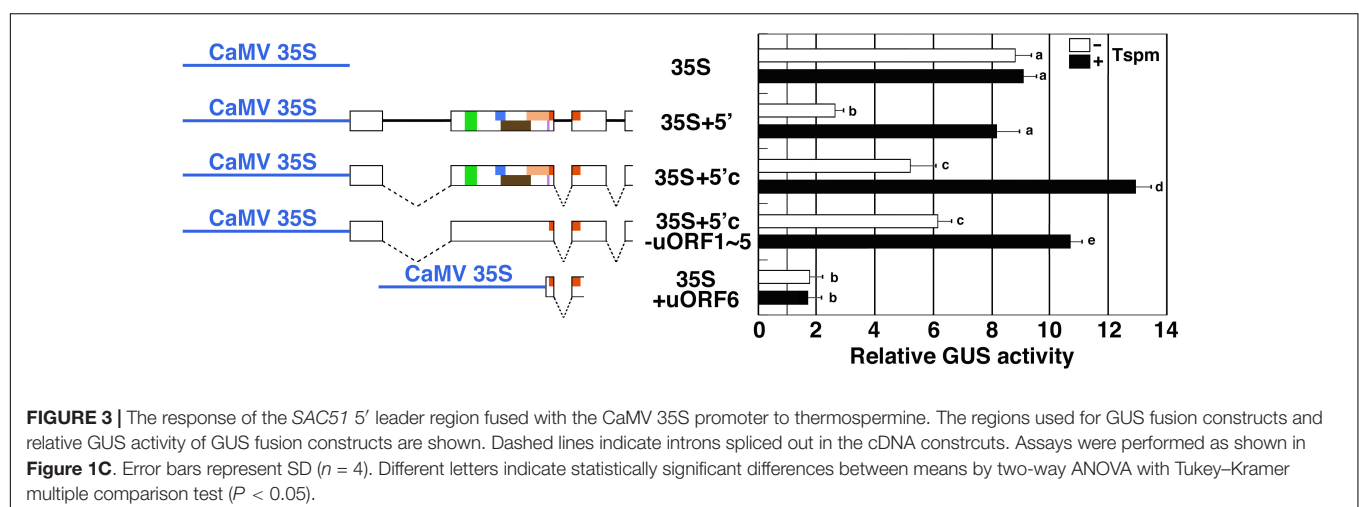 CaMV 35S
35S
CaMV 35S
35S+5'
CaMV 35S
35S+5'c
CaMV 35S
35S+5'c
-uORF1~5
CaMV 35S
35S
+uORF6
- Tspm
+
a
a
b
a
c
d
c
e
b
b
0 2 4 6 8 10 12 14
Relative GUS activity
FIGURE 3 | The response of the SAC51 5′ leader region fused with the CaMV 35S promoter to thermospermine. The regions used for GUS fusion constructs and
relative GUS activity of GUS fusion constructs are shown. Dashed lines indicate introns spliced out in the cDNA constrcuts. Assays were performed as shown in
Figure 1C. Error bars represent SD (n = 4). Different letters indicate statistically significant differences between means by two-way ANOVA with Tukey–Kramer
multiple comparison test (P < 0.05).